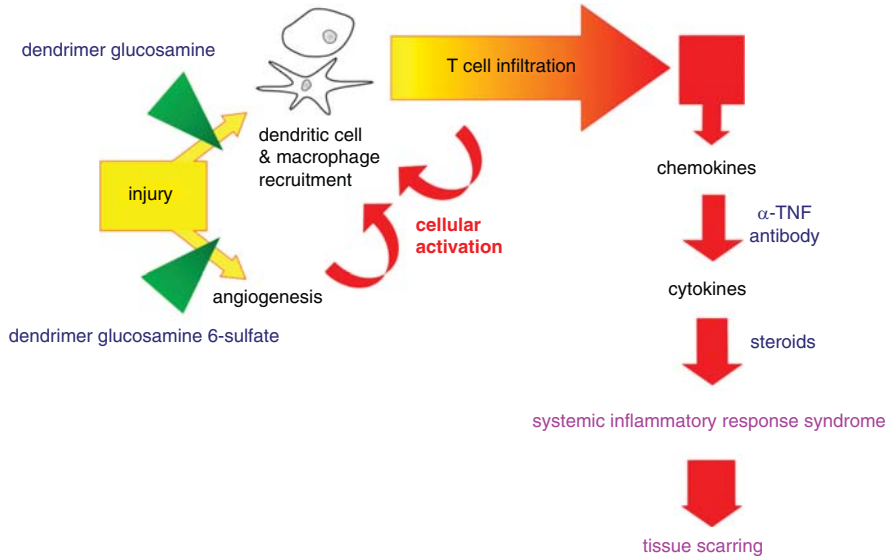 dendrimer glucosamine
T cell infiltration
dendritic cell
& macrophage
recruitment
injury
cellular
activation
angiogenesis
dendrimer glucosamine 6-sulfate
chemokines
α-TNF
antibody
cytokines
steroids
systemic inflammatory response syndrome
tissue scarring